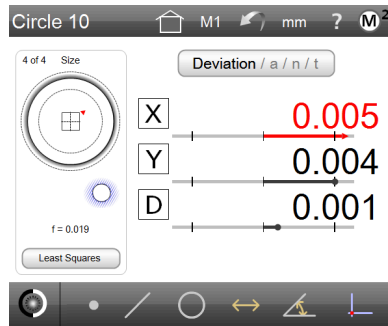 Circle 10 M1 mm ? M2
4 of 4 Size
Deviation / a / n / t
X 0.005
Y 0.004
D 0.001
f = 0.019
Least Squares